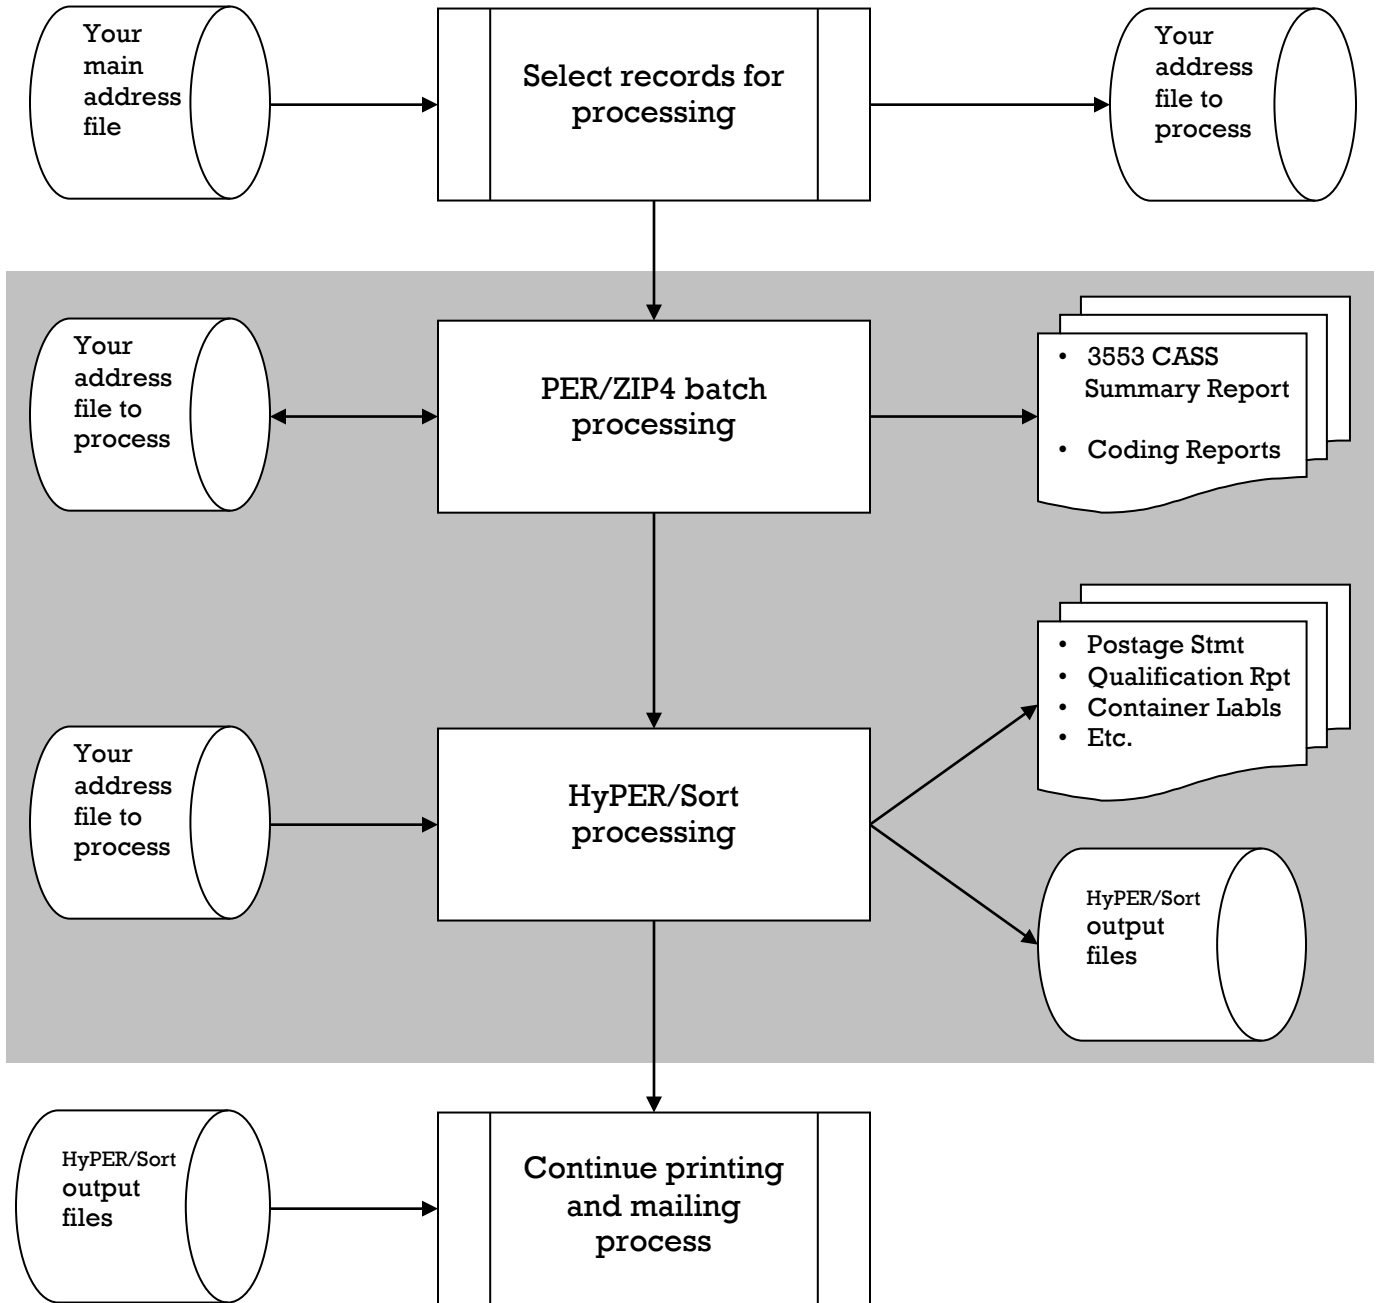 Your
main
address
file
Select records for
processing
Your
address
file to
process
Your
address
file to
process
PER/ZIP4 batch
processing
• 3553 CASS
Summary Report
• Coding Reports
Your
address
file to
process
HyPER/Sort
processing
• Postage Stmt
• Qualification Rpt
• Container Labls
• Etc.
HyPER/Sort
output
files
HyPER/Sort
output
files
Continue printing
and mailing
process